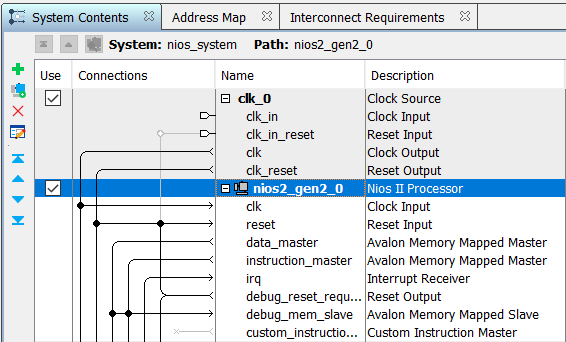 System Contents Address Map Interconnect Requirements
System: nios_system Path: nios2_gen2_0
Use Connections Name Description
clk_0 Clock Source
clk_in Clock Input
clk_in_reset Reset Input
clk Clock Output
clk_reset Reset Output
nios2_gen2_0 Nios II Processor
clk Clock Input
reset Reset Input
data_master Avalon Memory Mapped Master
instruction_master Avalon Memory Mapped Master
irq Interrupt Receiver
debug_reset_requ... Reset Output
debug_mem_slave Avalon Memory Mapped Slave
custom_instructio... Custom Instruction Master